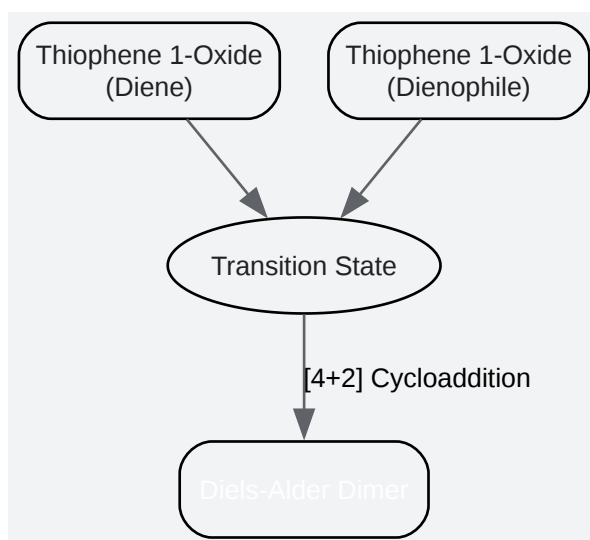 Thiophene 1-Oxide
(Diene)
Thiophene 1-Oxide
(Dienophile)
Transition State
[4+2] Cycloaddition
Diels-Alder Dimer